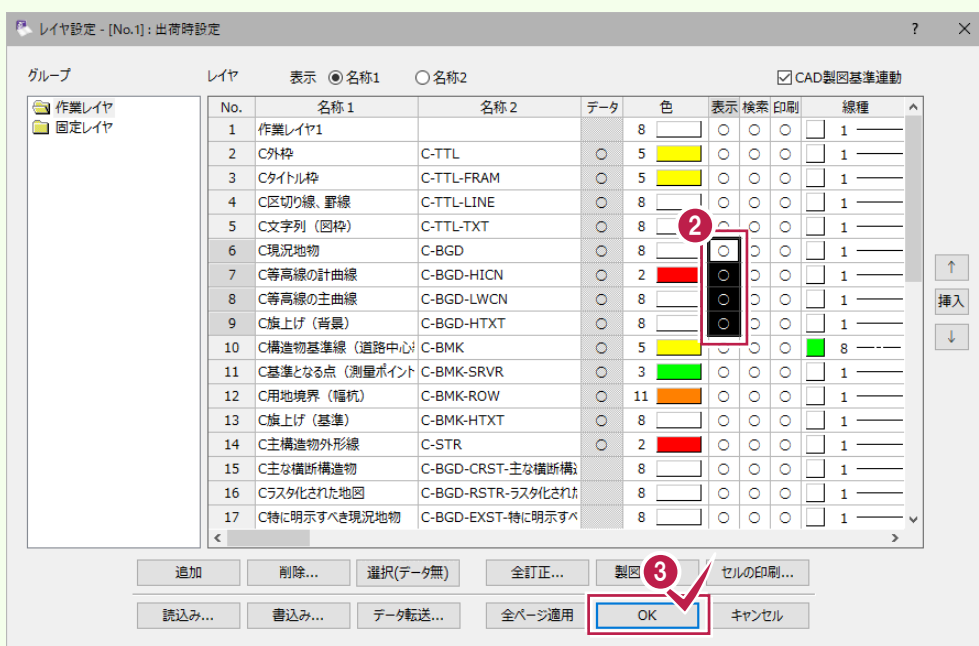 レイヤ設定 - [No.1] : 出荷時設定 ? ×
グループ レイヤ 表示 名称1 名称2 CAD製図基準連動
作業レイヤ
固定レイヤ
No. 名称 1 名称 2 データ 色 表示 検索 印刷 線種
1 作業レイヤ1 8 ○ ○ ○ 1
2 C外枠 C-TTL ○ 5 ○ ○ ○ 1
3 Cタイトル枠 C-TTL-FRAM ○ 5 ○ ○ ○ 1
4 C区切り線、罫線 C-TTL-LINE ○ 8 ○ ○ ○ 1
5 C文字列（図枠） C-TTL-TXT ○ 8 ○ ○ ○ 1
2
6 C現況地物 C-BGD ○ 8 ○ ○ ○ 1
7 C等高線の計曲線 C-BGD-HICN ○ 2 ○ ○ ○ 1
8 C等高線の主曲線 C-BGD-LWCN ○ 8 ○ ○ ○ 1
9 C旗上げ（背景） C-BGD-HTXT ○ 8 ○ ○ ○ 1
10 C構造物基準線（道路中心 C-BMK ○ 5 ○ ○ ○ 8
11 C基準となる点（測量ポイント C-BMK-SRVR ○ 3 ○ ○ ○ 1
12 C用地境界（幅杭） C-BMK-ROW ○ 11 ○ ○ ○ 1
13 C旗上げ（基準） C-BMK-HTXT ○ 8 ○ ○ ○ 1
14 C主構造物外形線 C-STR ○ 2 ○ ○ ○ 1
15 C主な横断構造物 C-BGD-CRST-主な横断構 8 ○ ○ ○ 1
16 Cラスタ化された地図 C-BGD-RSTR-ラスタ化された 8 ○ ○ ○ 1
17 C特に明示すべき現況地物 C-BGD-EXST-特に明示すべ 8 ○ ○ ○ 1
↑
挿入
↓
追加 削除... 選択(データ無) 全訂正... 製図 3 セルの印刷...
読込み... 書込み... データ転送... 全ページ適用 OK キャンセル